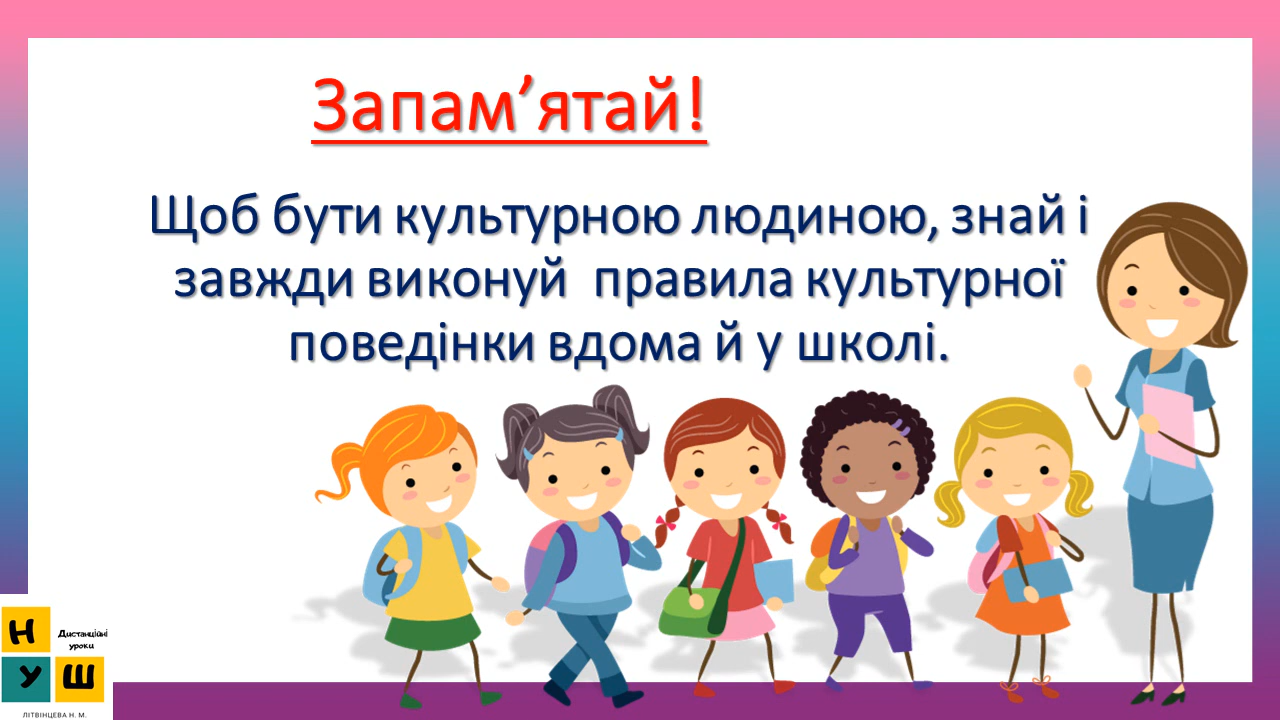 Запам’ятай!
Щоб бути культурною людиною, знай і
завжди виконуй правила культурної
поведінки вдома й у школі.
Н
Дистанційні
уроки
У Ш
ЛІТВІНЦЕВА Н. М.